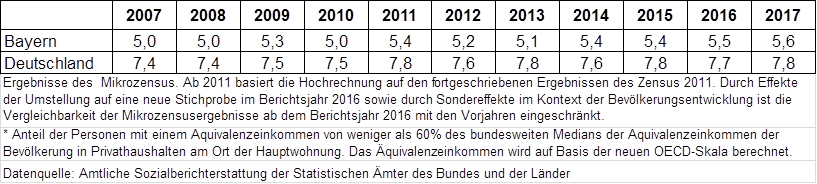 2007 2008 2009 2010 2011 2012 2013 2014 2015 2016 2017
Bayern 5,0 5,0 5,3 5,0 5,4 5,2 5,1 5,4 5,4 5,5 5,6
Deutschland 7,4 7,4 7,5 7,5 7,8 7,6 7,8 7,6 7,8 7,7 7,8
Ergebnisse des Mikrozensus. Ab 2011 basiert die Hochrechnung auf den fortgeschriebenen Ergebnissen des Zensus 2011. Durch Effekte
der Umstellung auf eine neue Stichprobe im Berichtsjahr 2016 sowie durch Sondereffekte im Kontext der Bevölkerungsentwicklung ist die
Vergleichbarkeit der Mikrozensusergebnisse ab dem Berichtsjahr 2016 mit den Vorjahren eingeschränkt.
* Anteil der Personen mit einem Äquivalenzeinkommen von weniger als 60% des bundesweiten Medians der Äquivalenzeinkommen der
Bevölkerung in Privathaushalten am Ort der Hauptwohnung. Das Äquivalenzeinkommen wird auf Basis der neuen OECD-Skala berechnet.
Datenquelle: Amtliche Sozialberichterstattung der Statistischen Ämter des Bundes und der Länder